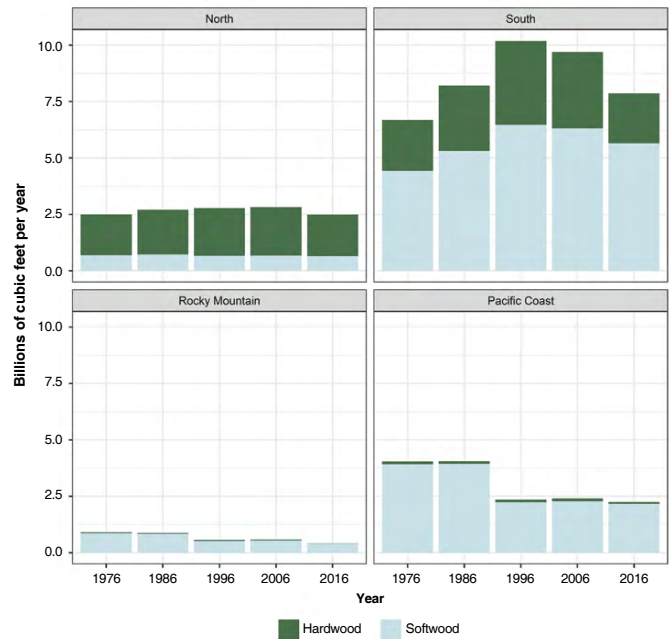 North
South
10.0
7.5
5.0
2.5
0.0
Rocky Mountain
Pacific Coast
10.0
7.5
5.0
2.5
0.0
1976 1986 1996 2006 2016
1976 1986 1996 2006 2016
Billions of cubic feet per year
Year
Hardwood
Softwood